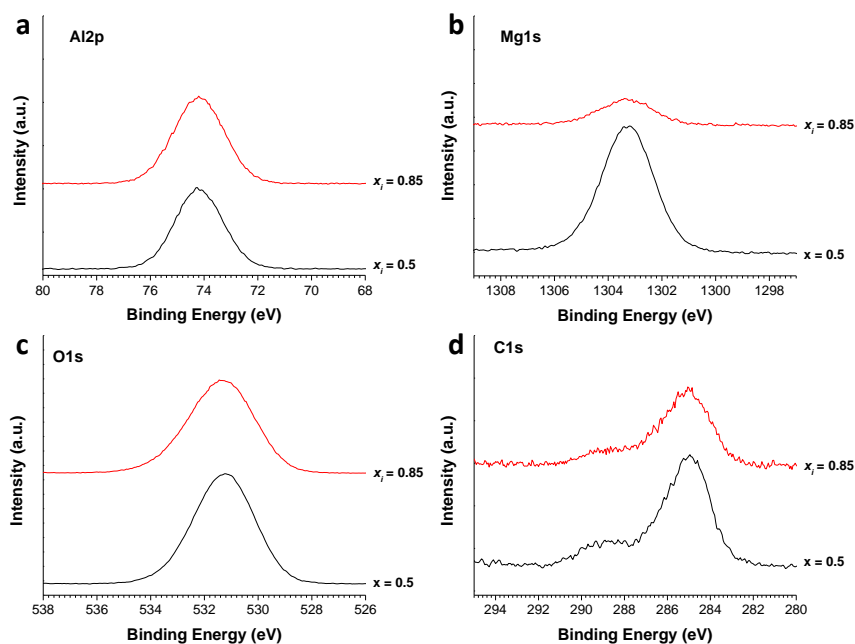 a
Al2p
Intensity (a.u.)
xi = 0.85
xi = 0.5
80 78 76 74 72 70 68
Binding Energy (eV)
b
Mg1s
Intensity (a.u.)
xi = 0.85
x = 0.5
1308 1306 1304 1302 1300 1298
Binding Energy (eV)
c
O1s
Intensity (a.u.)
xi = 0.85
x = 0.5
538 536 534 532 530 528 526
Binding Energy (eV)
d
C1s
Intensity (a.u.)
xi = 0.85
x = 0.5
294 292 290 288 286 284 282 280
Binding Energy (eV)